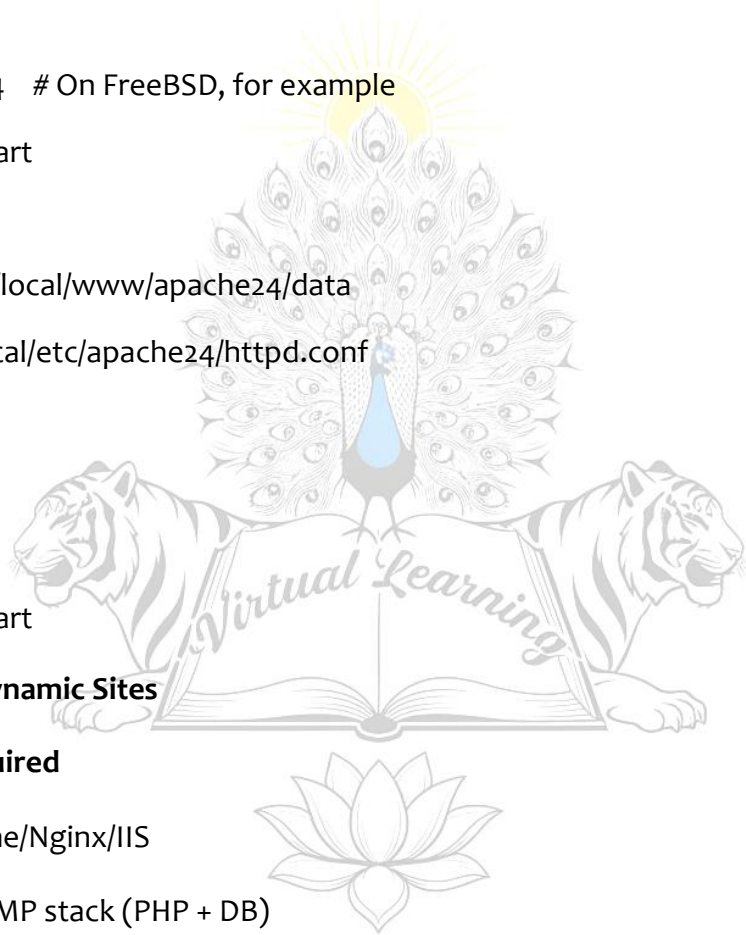 4 # On FreeBSD, for example
art
local/www/apache24/data
cal/etc/apache24/httpd.conf
Virtual Learning
art
ynamic Sites
uired
he/Nginx/IIS
MP stack (PHP + DB)